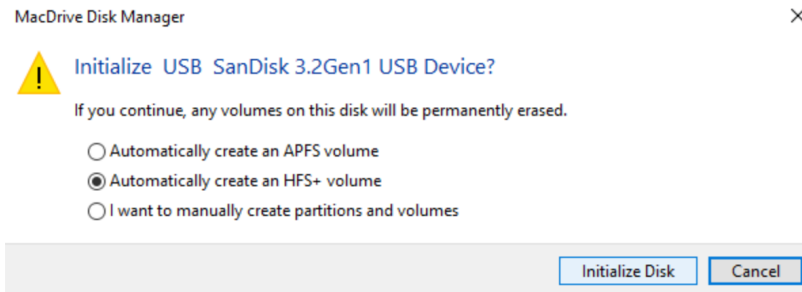 MacDrive Disk Manager
Initialize USB SanDisk 3.2Gen1 USB Device?
If you continue, any volumes on this disk will be permanently erased.
Automatically create an APFS volume
Automatically create an HFS+ volume
I want to manually create partitions and volumes
Initialize Disk
Cancel